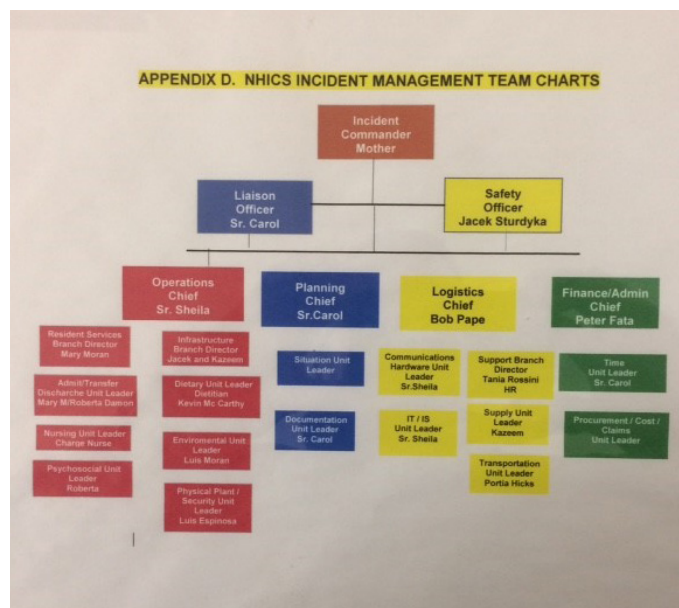 APPENDIX D. NHICS INCIDENT MANAGEMENT TEAM CHARTS
Incident
Commander
Mother
Liaison
Officer
Sr. Carol
Safety
Officer
Jacek Sturdyka
Operations
Chief
Sr. Sheila
Planning
Chief
Sr.Carol
Logistics
Chief
Bob Pape
Finance/Admin
Chief
Peter Fata
Resident Services
Branch Director
Mary Moran
Admit/Transfer
Discharche Unit Leader
Mary M/Roberta Damon
Nursing Unit Leader
Charge Nurse
Psychosocial Unit
Leader
Roberta
Infrastructure
Branch Director
Jacek and Kazeem
Dietary Unit Leader
Dietitian
Kevin Mc Carthy
Enviromental Unit
Leader
Luis Moran
Physical Plant /
Security Unit
Leader
Luis Espinosa
Situation Unit
Leader
Documentation
Unit Leader
Sr. Carol
Communications
Hardware Unit
Leader
Sr.Sheila
IT / IS
Unit Leader
Sr. Sheila
Support Branch
Director
Tania Rossini
HR
Supply Unit
Leader
Kazeem
Transportation
Unit Leader
Portia Hicks
Time
Unit Leader
Sr. Carol
Procurement / Cost /
Claims
Unit Leader